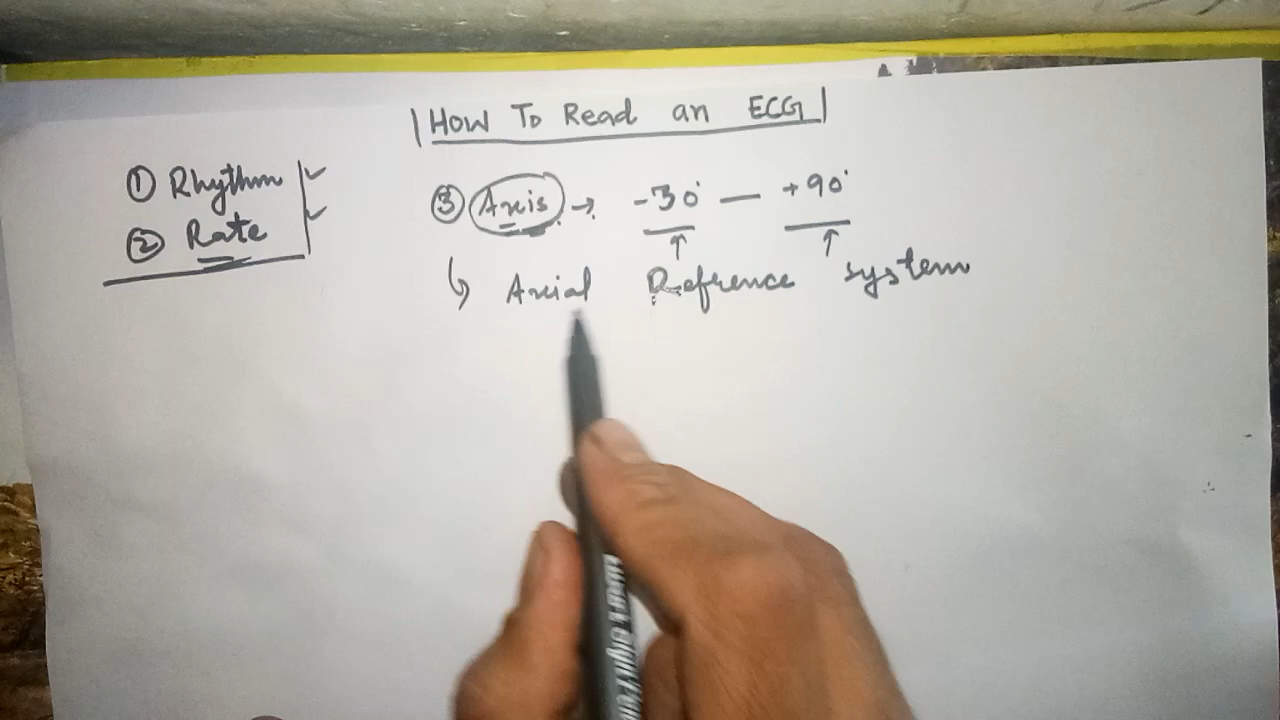 How To Read an ECG
① Rhythm
② Rate
③ Axis → -30° — +90°
Axial Refrence system